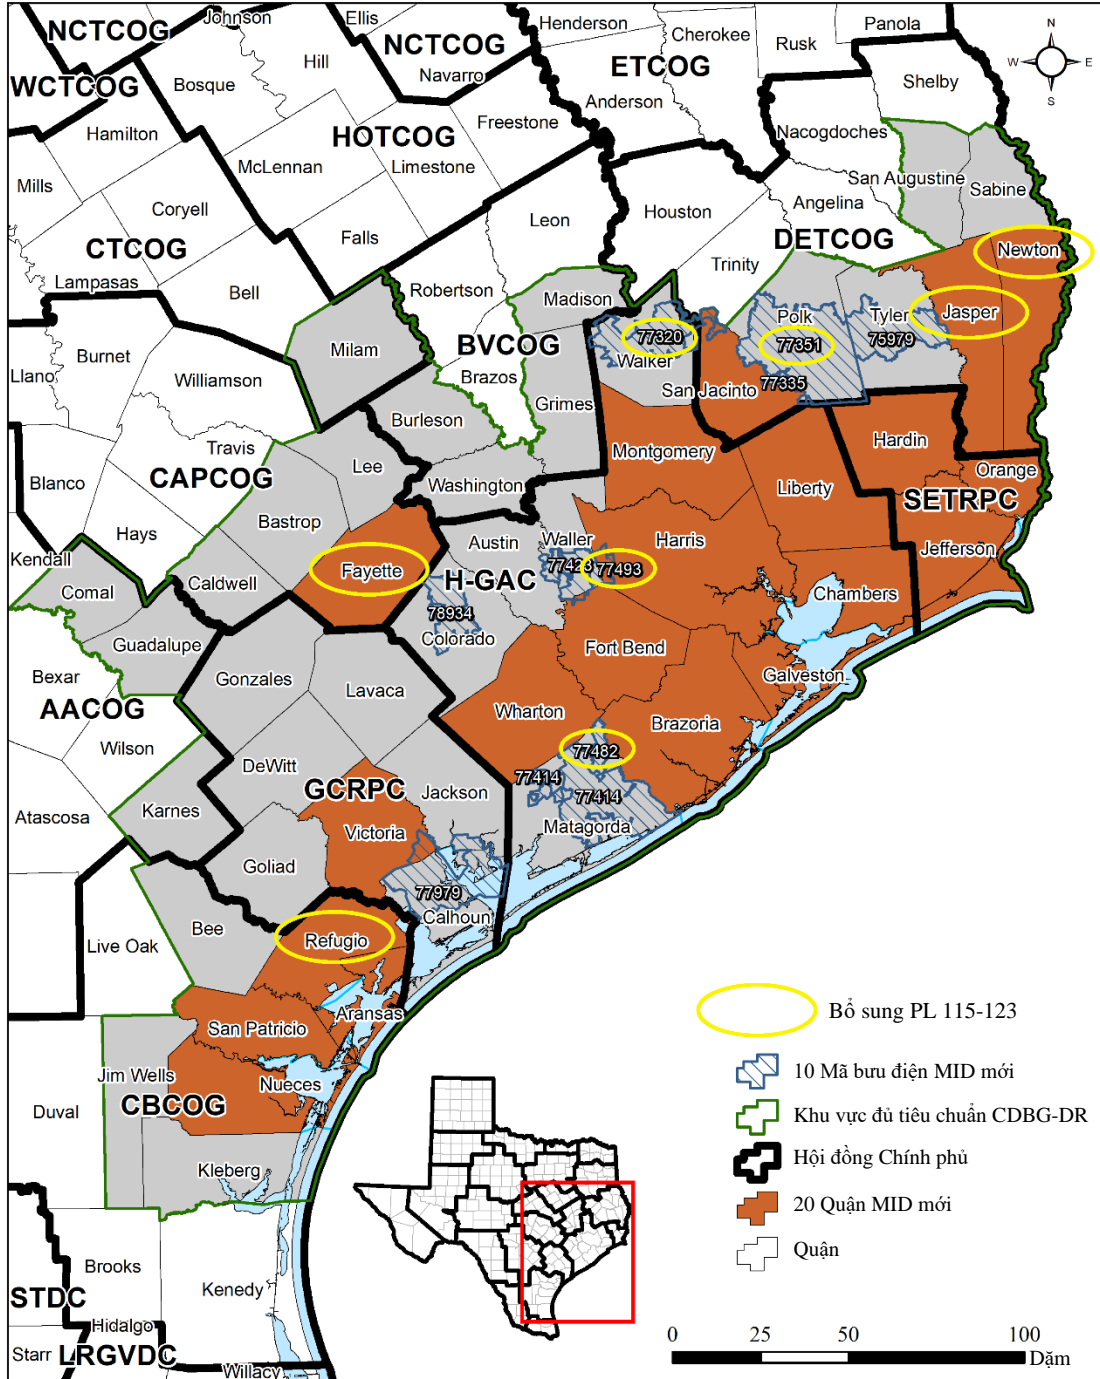 NCTCOG
Johnson
Ellis
Henderson
Cherokee
Panola
Rusk
N
W
E
S
Hill
NCTCOG
Navarro
ETCOG
Shelby
WCTCOG
Bosque
Anderson
Hamilton
HOTCOG
Freestone
Nacogdoches
McLennan
Limestone
San Augustine
Sabine
Mills
Coryell
Leon
Houston
Angelina
CTCOG
Falls
DETCOG
Newton
Lampasas
Bell
Robertson
Trinity
Madison
Polk
Tyler
Jasper
Burnet
Milam
BVCOG
77320
77351
75979
Llano
Williamson
Brazos
Walker
77335
San Jacinto
Grimes
Burleson
Travis
Montgomery
Hardin
Blanco
CAPCOG
Lee
Washington
Liberty
Orange
Hays
Bastrop
SETRPC
Austin
Waller
Harris
Jefferson
Kendall
Fayette
77423
77493
Comal
Caldwell
H-GAC
Chambers
78934
Colorado
Guadalupe
Fort Bend
Bexar
Gonzales
Lavaca
Galveston
AACOG
Wharton
Brazoria
Wilson
77482
DeWitt
77414
GCRPC
Jackson
77414
Karnes
Atascosa
Victoria
Matagorda
Goliad
77979
Calhoun
Bee
Live Oak
Refugio
Aransas
San Patricio
Jim Wells
Nueces
Duval
CBCOG
Kleberg
Brooks
Kenedy
STDC
Hidalgo
Starr
LRGVDC
Willacy
Bổ sung PL 115-123
10 Mã bưu điện MID mới
Khu vực đủ tiêu chuẩn CDBG-DR
Hội đồng Chính phủ
20 Quận MID mới
Quận
0
25
50
100
Dặm